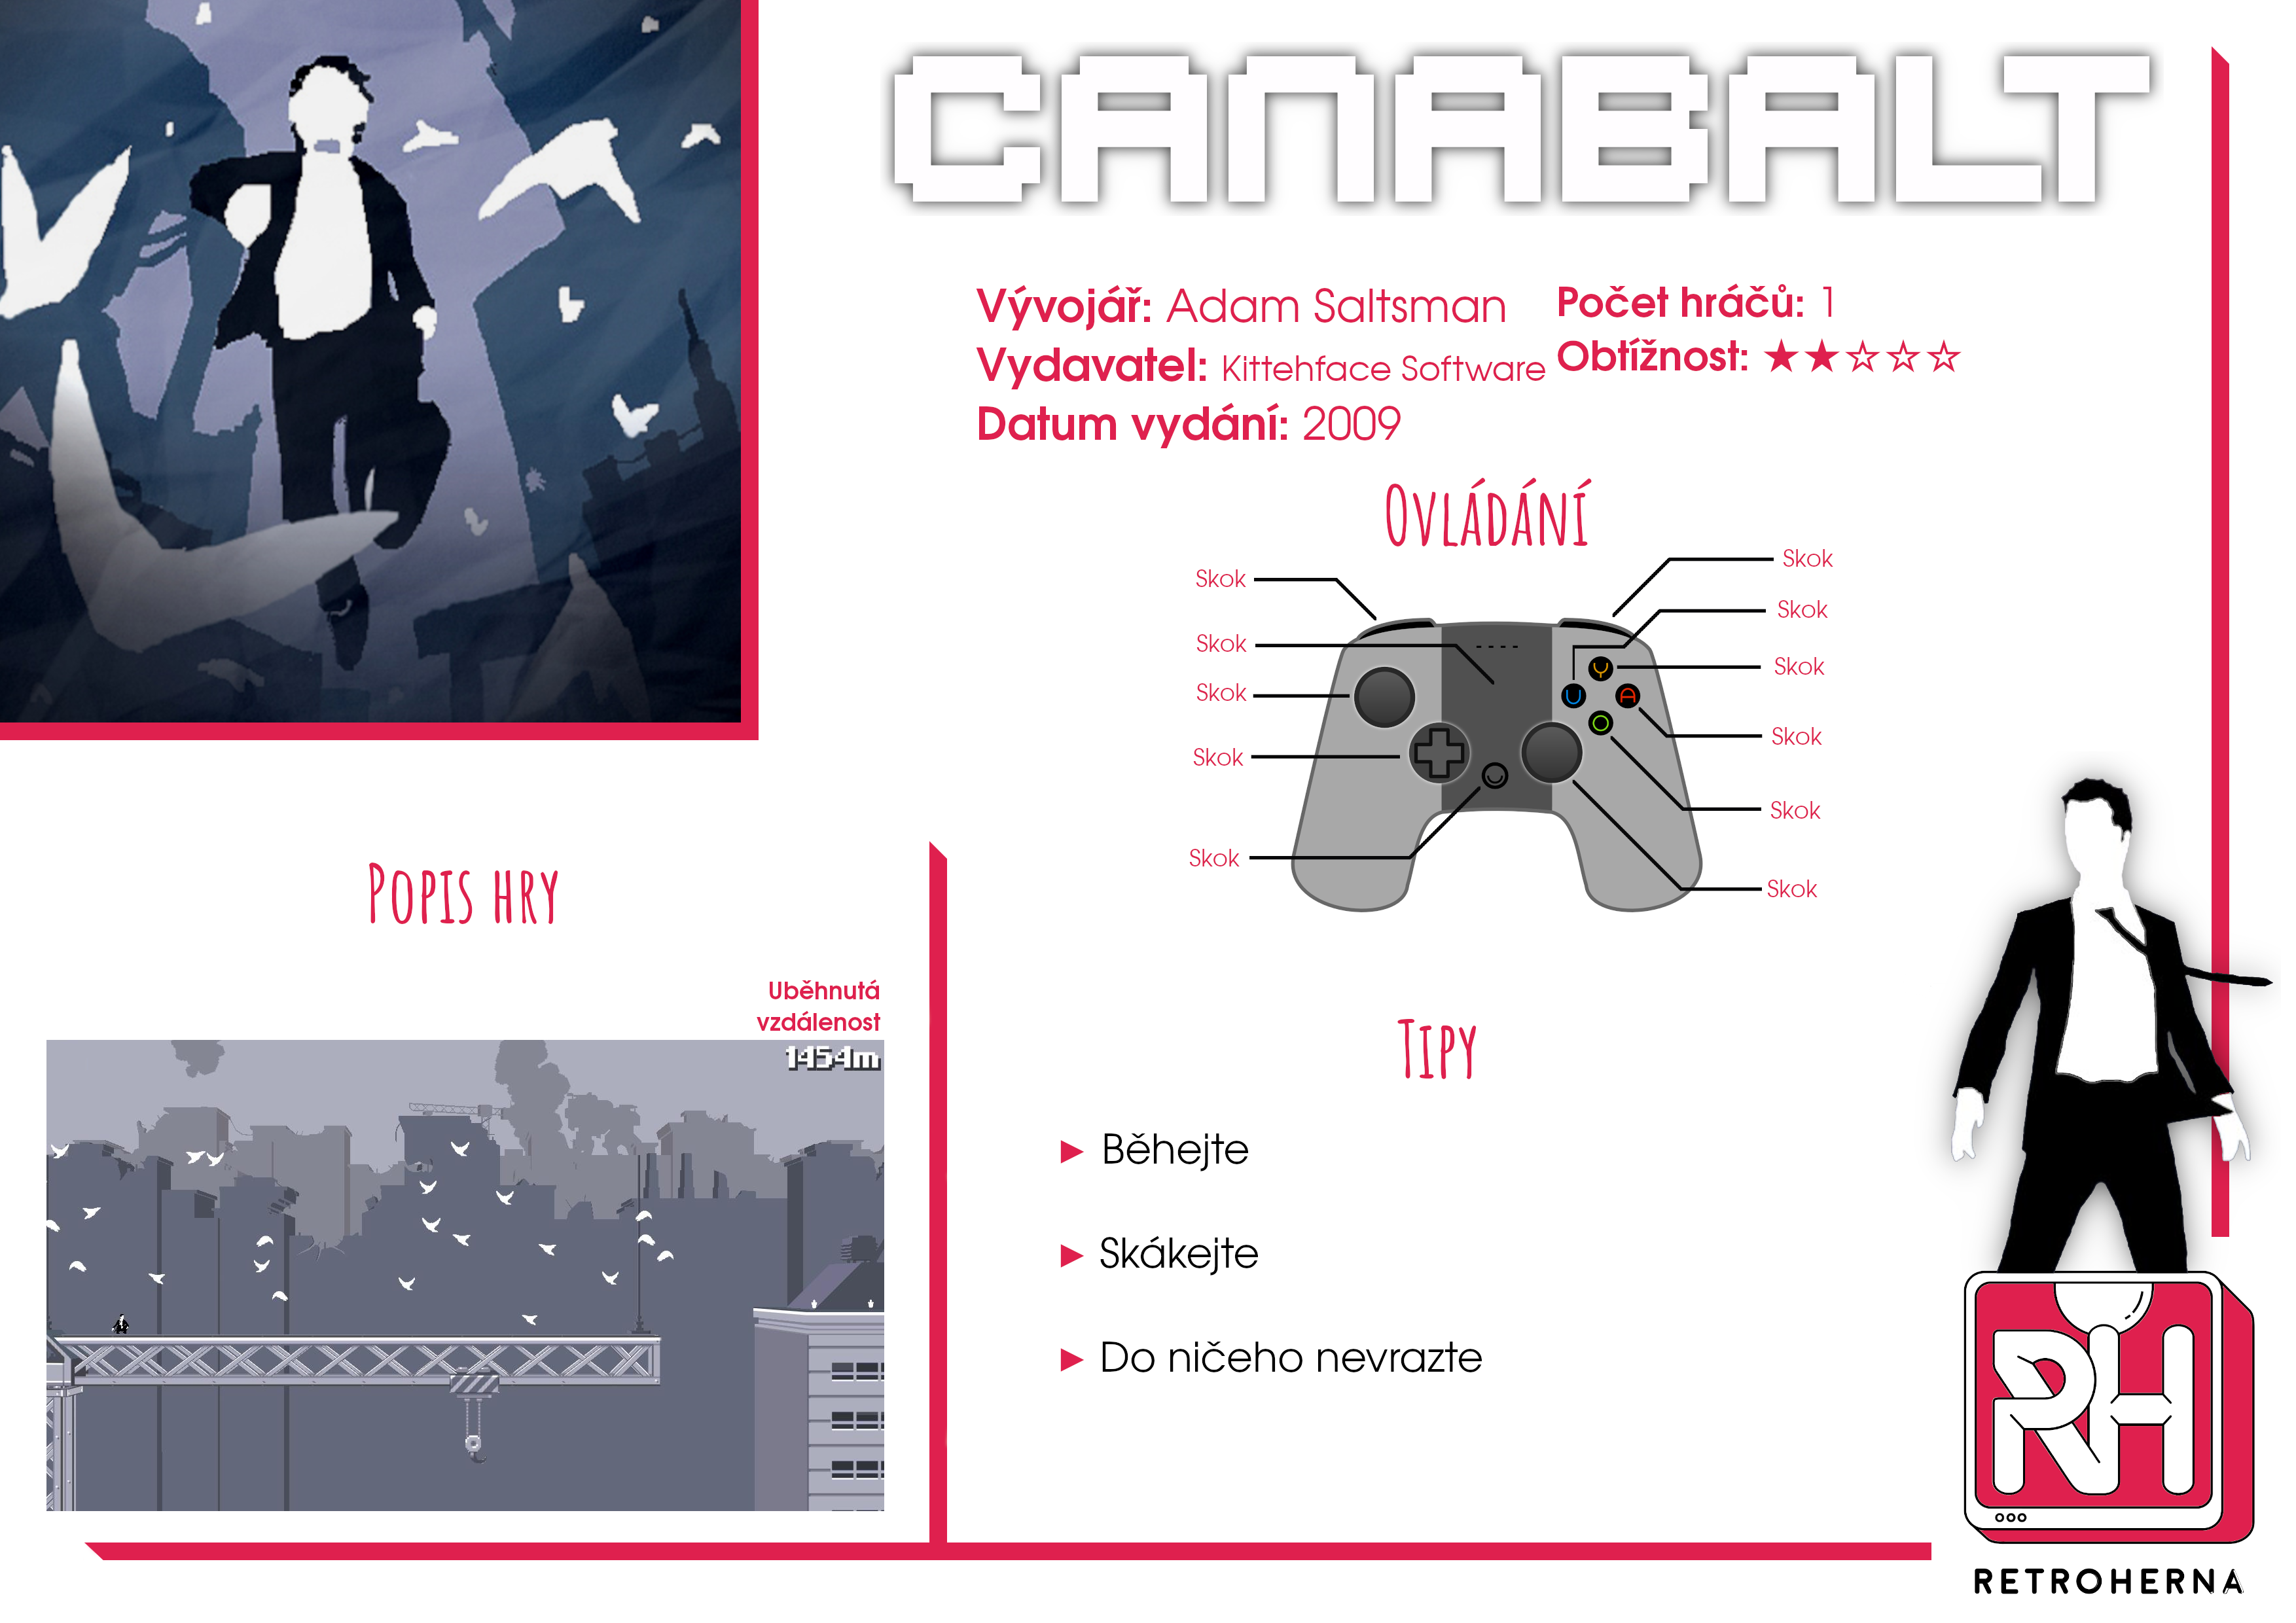 CANABALT
Vývojář: Adam Saltsman
Vydavatel: Kittehface Software
Datum vydání: 2009
Počet hráčů: 1
Obtížnost: ★★☆☆☆
Ovládání
Skok
Skok
Skok
Skok
Skok
Skok
Skok
Skok
Skok
Skok
Skok
Y
U
A
O
Popis hry
Uběhnutá
vzdálenost
1454m
Tipy
► Běhejte
► Skákejte
► Do ničeho nevrazte
RH
RETROHERNA